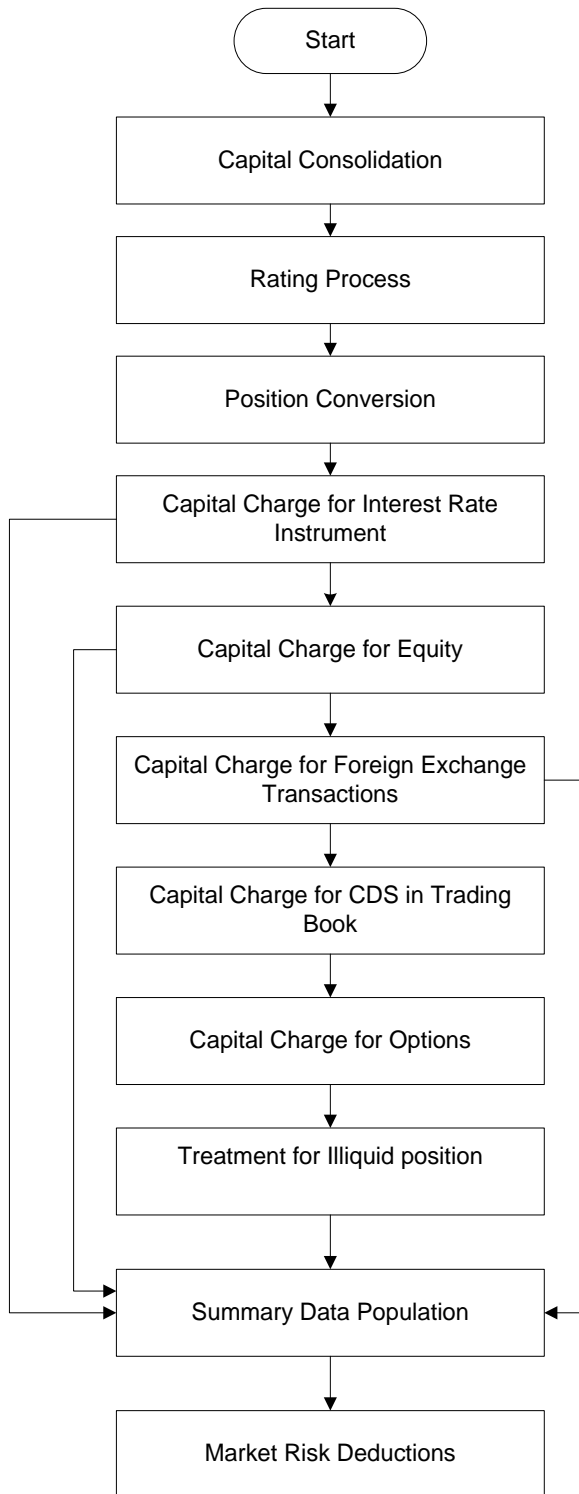 Start
Capital Consolidation
Rating Process
Position Conversion
Capital Charge for Interest Rate
Instrument
Capital Charge for Equity
Capital Charge for Foreign Exchange
Transactions
Capital Charge for CDS in Trading
Book
Capital Charge for Options
Treatment for Illiquid position
Summary Data Population
Market Risk Deductions